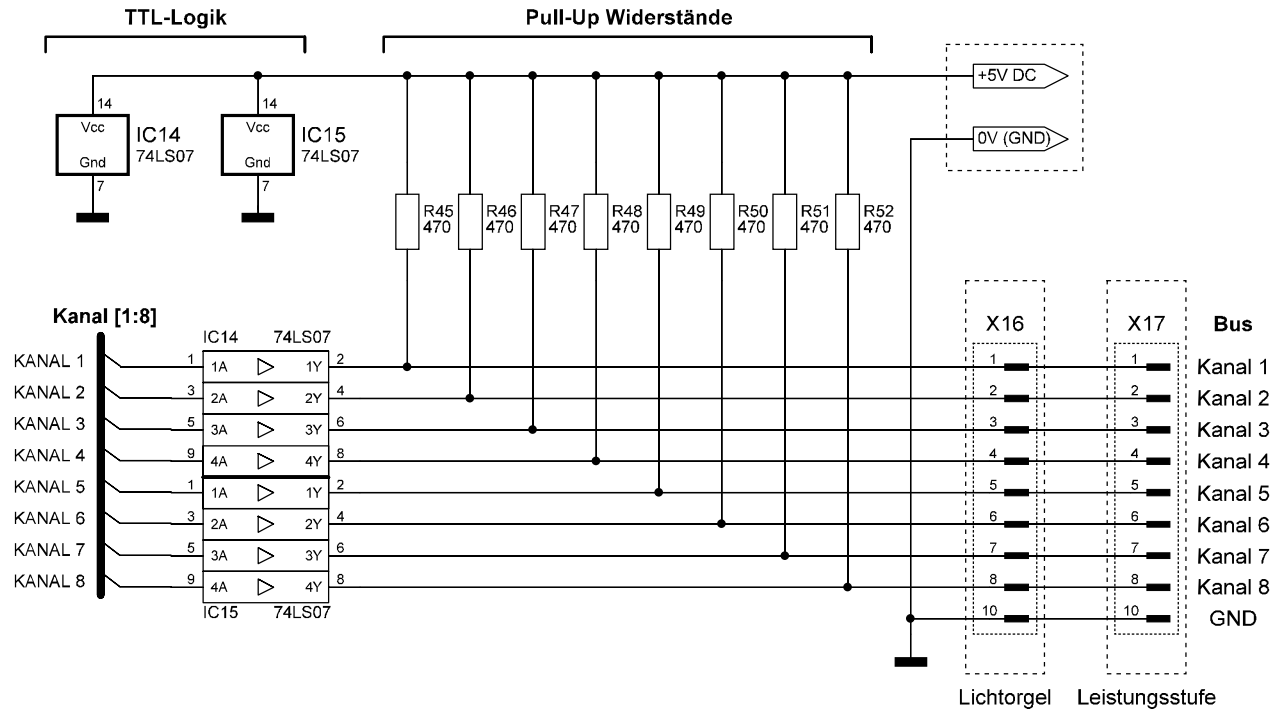 TTL-Logik
Pull-Up Widerstände
+5V DC
0V (GND)
14
Vcc
Gnd
7
IC14
74LS07
14
Vcc
Gnd
7
IC15
74LS07
R45
470
R46
470
R47
470
R48
470
R49
470
R50
470
R51
470
R52
470
Kanal [1:8]
IC14 74LS07
X16 X17 Bus
KANAL 1 1 1A 1Y 2 1 1 Kanal 1
KANAL 2 3 2A 2Y 4 2 2 Kanal 2
KANAL 3 5 3A 3Y 6 3 3 Kanal 3
KANAL 4 9 4A 4Y 8 4 4 Kanal 4
KANAL 5 1 1A 1Y 2 5 5 Kanal 5
KANAL 6 3 2A 2Y 4 6 6 Kanal 6
KANAL 7 5 3A 3Y 6 7 7 Kanal 7
KANAL 8 9 4A 4Y 8 8 8 Kanal 8
IC15 74LS07
10 10 GND
Lichtorgel Leistungsstufe